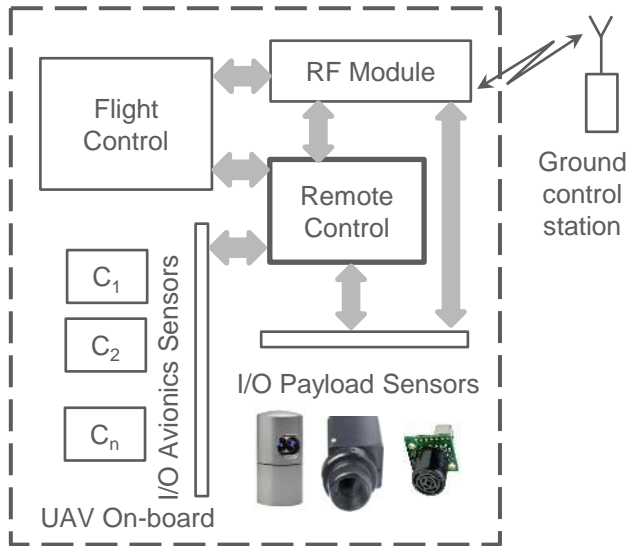 RF Module
Flight
Control
Remote
Control
Ground
control
station
C₁
C₂
Cₙ
I/O Avionics Sensors
I/O Payload Sensors
UAV On-board